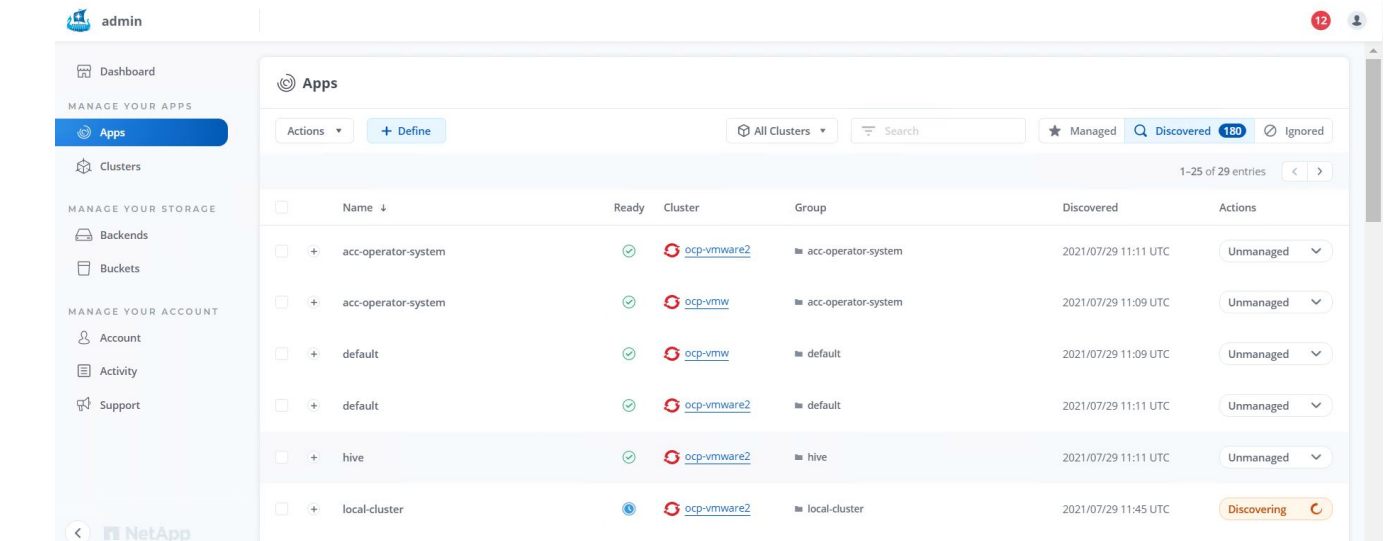 admin
12
Dashboard
MANAGE YOUR APPS
Apps
Clusters
MANAGE YOUR STORAGE
Backends
Buckets
MANAGE YOUR ACCOUNT
Account
Activity
Support
NetApp
Apps
Actions + Define All Clusters Search Managed Discovered 180 Ignored
1–25 of 29 entries < >
Name ↓ Ready Cluster Group Discovered Actions
+ acc-operator-system ocp-vmware2 acc-operator-system 2021/07/29 11:11 UTC Unmanaged
+ acc-operator-system ocp-vmw acc-operator-system 2021/07/29 11:09 UTC Unmanaged
+ default ocp-vmw default 2021/07/29 11:09 UTC Unmanaged
+ default ocp-vmware2 default 2021/07/29 11:11 UTC Unmanaged
+ hive ocp-vmware2 hive 2021/07/29 11:11 UTC Unmanaged
+ local-cluster ocp-vmware2 local-cluster 2021/07/29 11:45 UTC Discovering